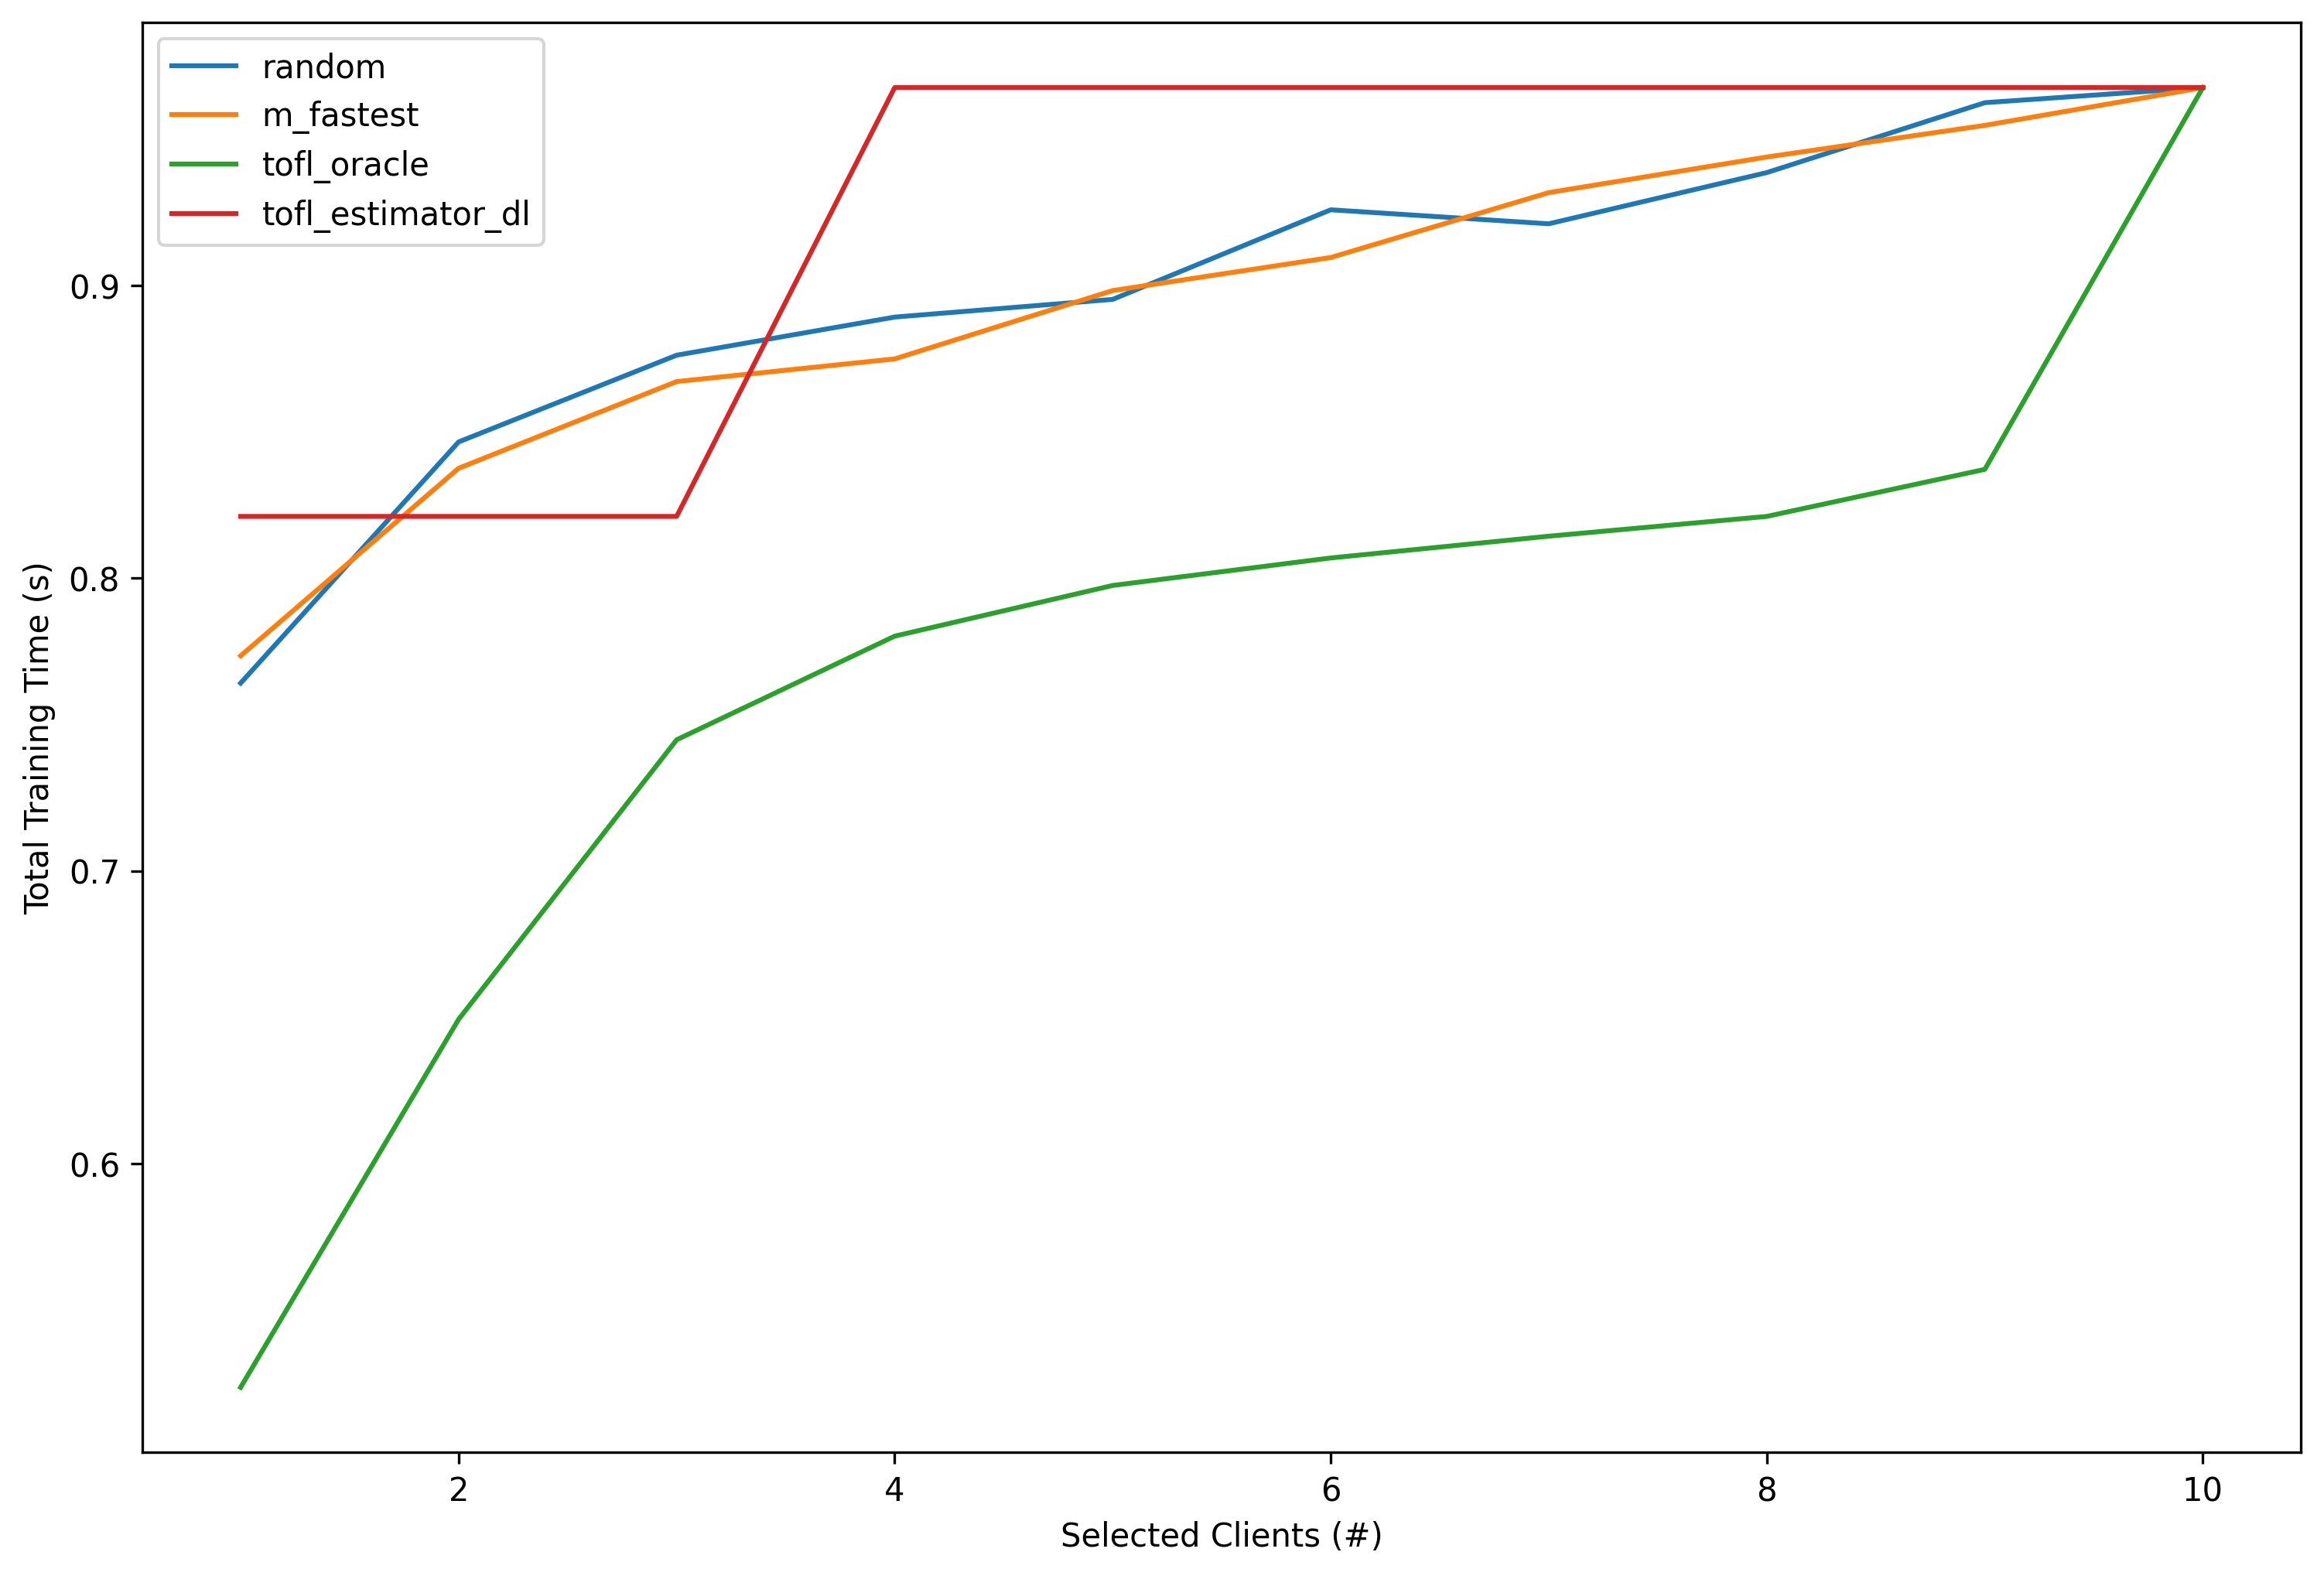 random
m_fastest
tofl_oracle
tofl_estimator_dl
0.9
0.8
0.7
0.6
Total Training Time (s)
2 4 6 8 10
Selected Clients (#)